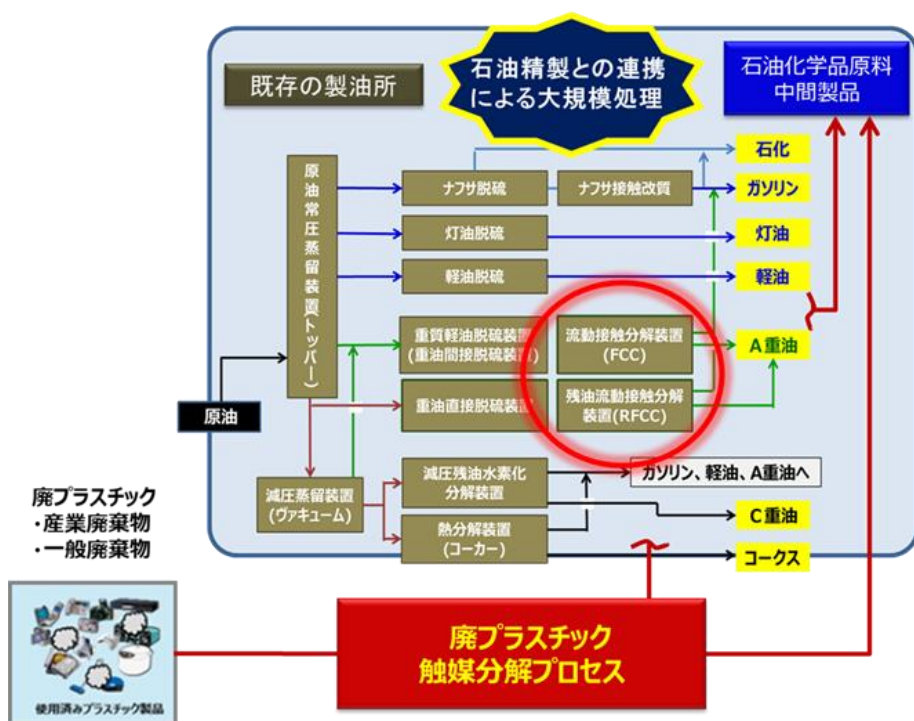 既存の製油所
石油精製との連携
による大規模処理
石油化学品原料
中間製品
石化
原油常圧蒸留装置(トッパー)
ナフサ脱硫
ナフサ接触改質
ガソリン
灯油脱硫
灯油
軽油脱硫
軽油
重質軽油脱硫装置
(重油間接脱硫装置)
流動接触分解装置
(FCC)
A重油
重油直接脱硫装置
残油流動接触分解
装置(RFCC)
原油
減圧蒸留装置
(ヴァキューム)
減圧残油水素化
分解装置
ガソリン、軽油、A重油へ
C重油
熱分解装置
(コーカー)
コークス
廃プラスチック
・産業廃棄物
・一般廃棄物
使用済みプラスチック製品
廃プラスチック
触媒分解プロセス